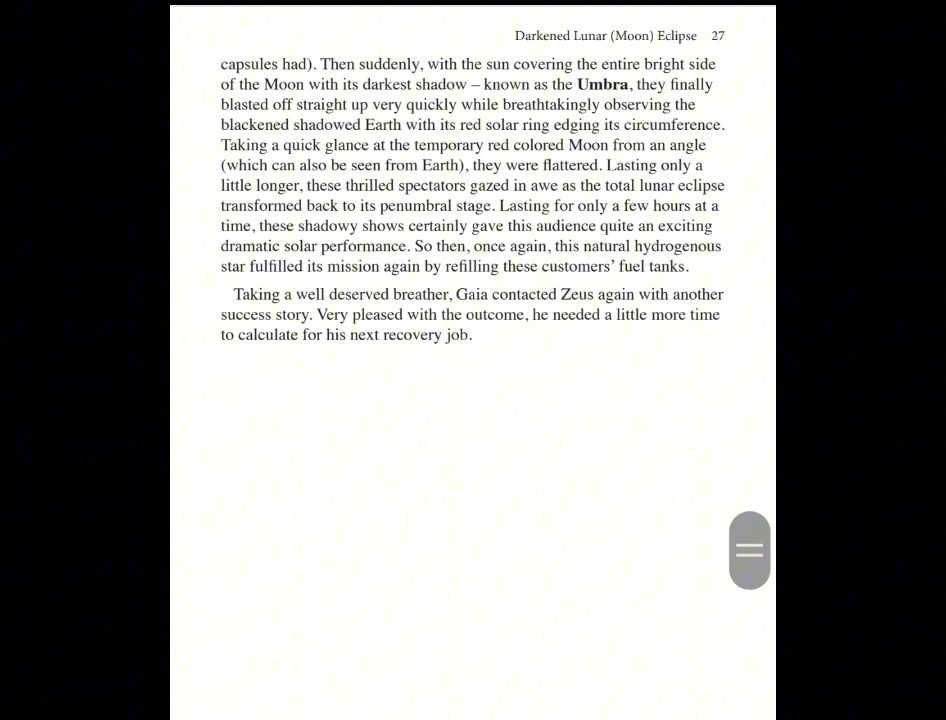 Darkened Lunar (Moon) Eclipse 27
capsules had). Then suddenly, with the sun covering the entire bright side
of the Moon with its darkest shadow – known as the Umbra, they finally
blasted off straight up very quickly while breathtakingly observing the
blackened shadowed Earth with its red solar ring edging its circumference.
Taking a quick glance at the temporary red colored Moon from an angle
(which can also be seen from Earth), they were flattered. Lasting only a
little longer, these thrilled spectators gazed in awe as the total lunar eclipse
transformed back to its penumbral stage. Lasting for only a few hours at a
time, these shadowy shows certainly gave this audience quite an exciting
dramatic solar performance. So then, once again, this natural hydrogenous
star fulfilled its mission again by refilling these customers’ fuel tanks.
Taking a well deserved breather, Gaia contacted Zeus again with another
success story. Very pleased with the outcome, he needed a little more time
to calculate for his next recovery job.